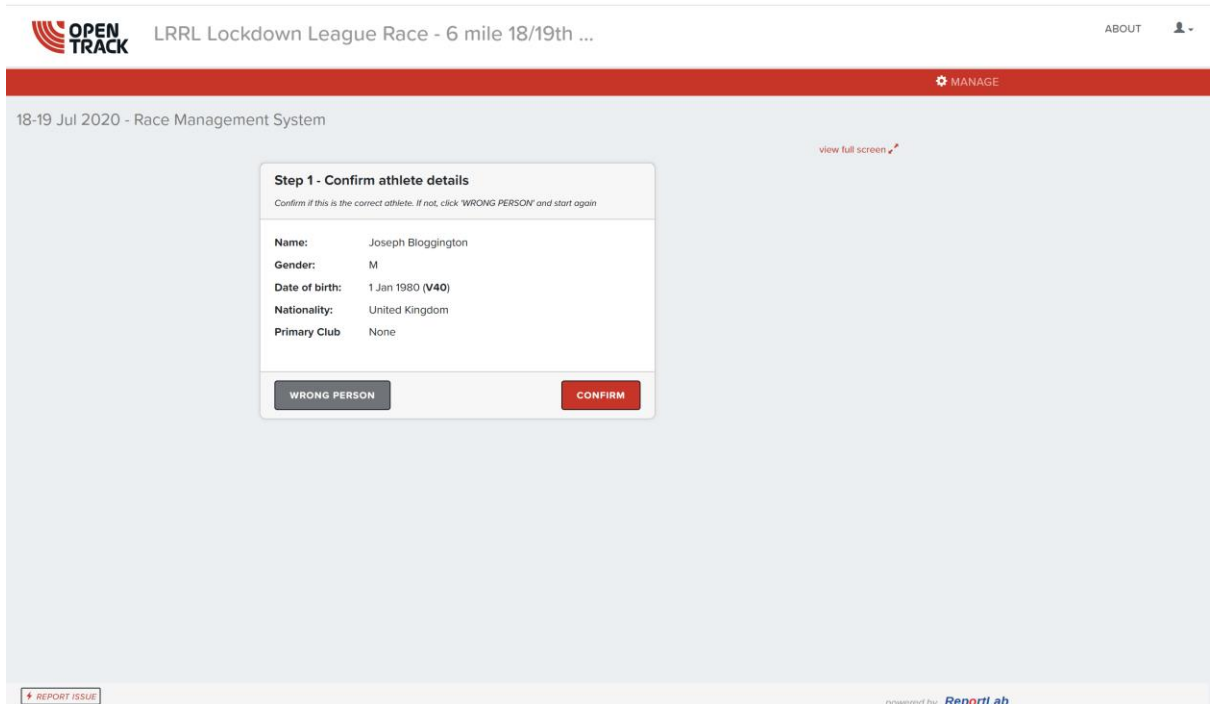 OPEN
TRACK
LRRL Lockdown League Race - 6 mile 18/19th ...
ABOUT
MANAGE
18-19 Jul 2020 - Race Management System
view full screen
Step 1 - Confirm athlete details
Confirm if this is the correct athlete. If not, click 'WRONG PERSON' and start again
Name: Joseph Bloggington
Gender: M
Date of birth: 1 Jan 1980 (V40)
Nationality: United Kingdom
Primary Club None
WRONG PERSON CONFIRM
REPORT ISSUE
powered by ReportLab